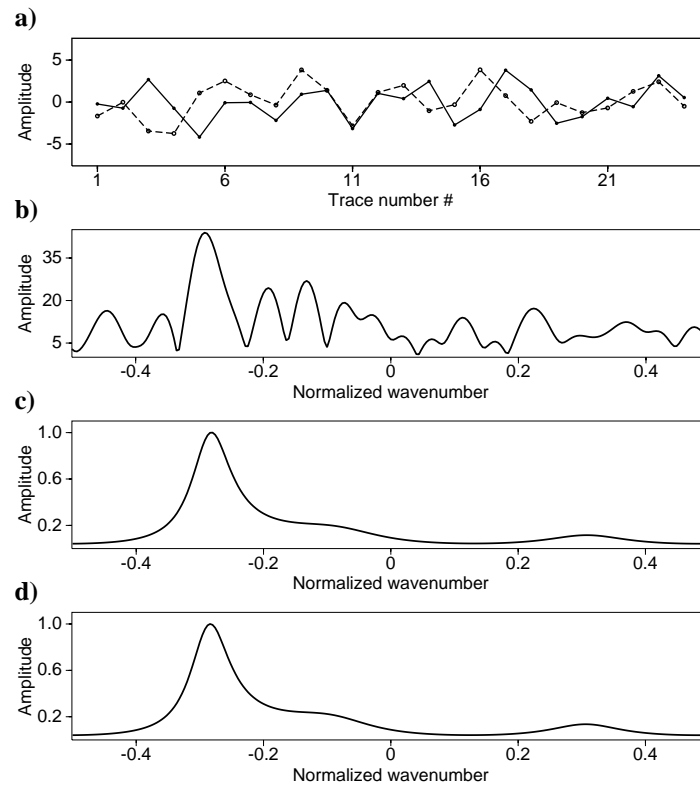 a)
5
0
-5
Amplitude
1 6 11 16 21
Trace number #
b)
35
20
5
Amplitude
-0.4 -0.2 0 0.2 0.4
Normalized wavenumber
c)
1.0
0.6
0.2
Amplitude
-0.4 -0.2 0 0.2 0.4
Normalized wavenumber
d)
1.0
0.6
0.2
Amplitude
-0.4 -0.2 0 0.2 0.4
Normalized wavenumber